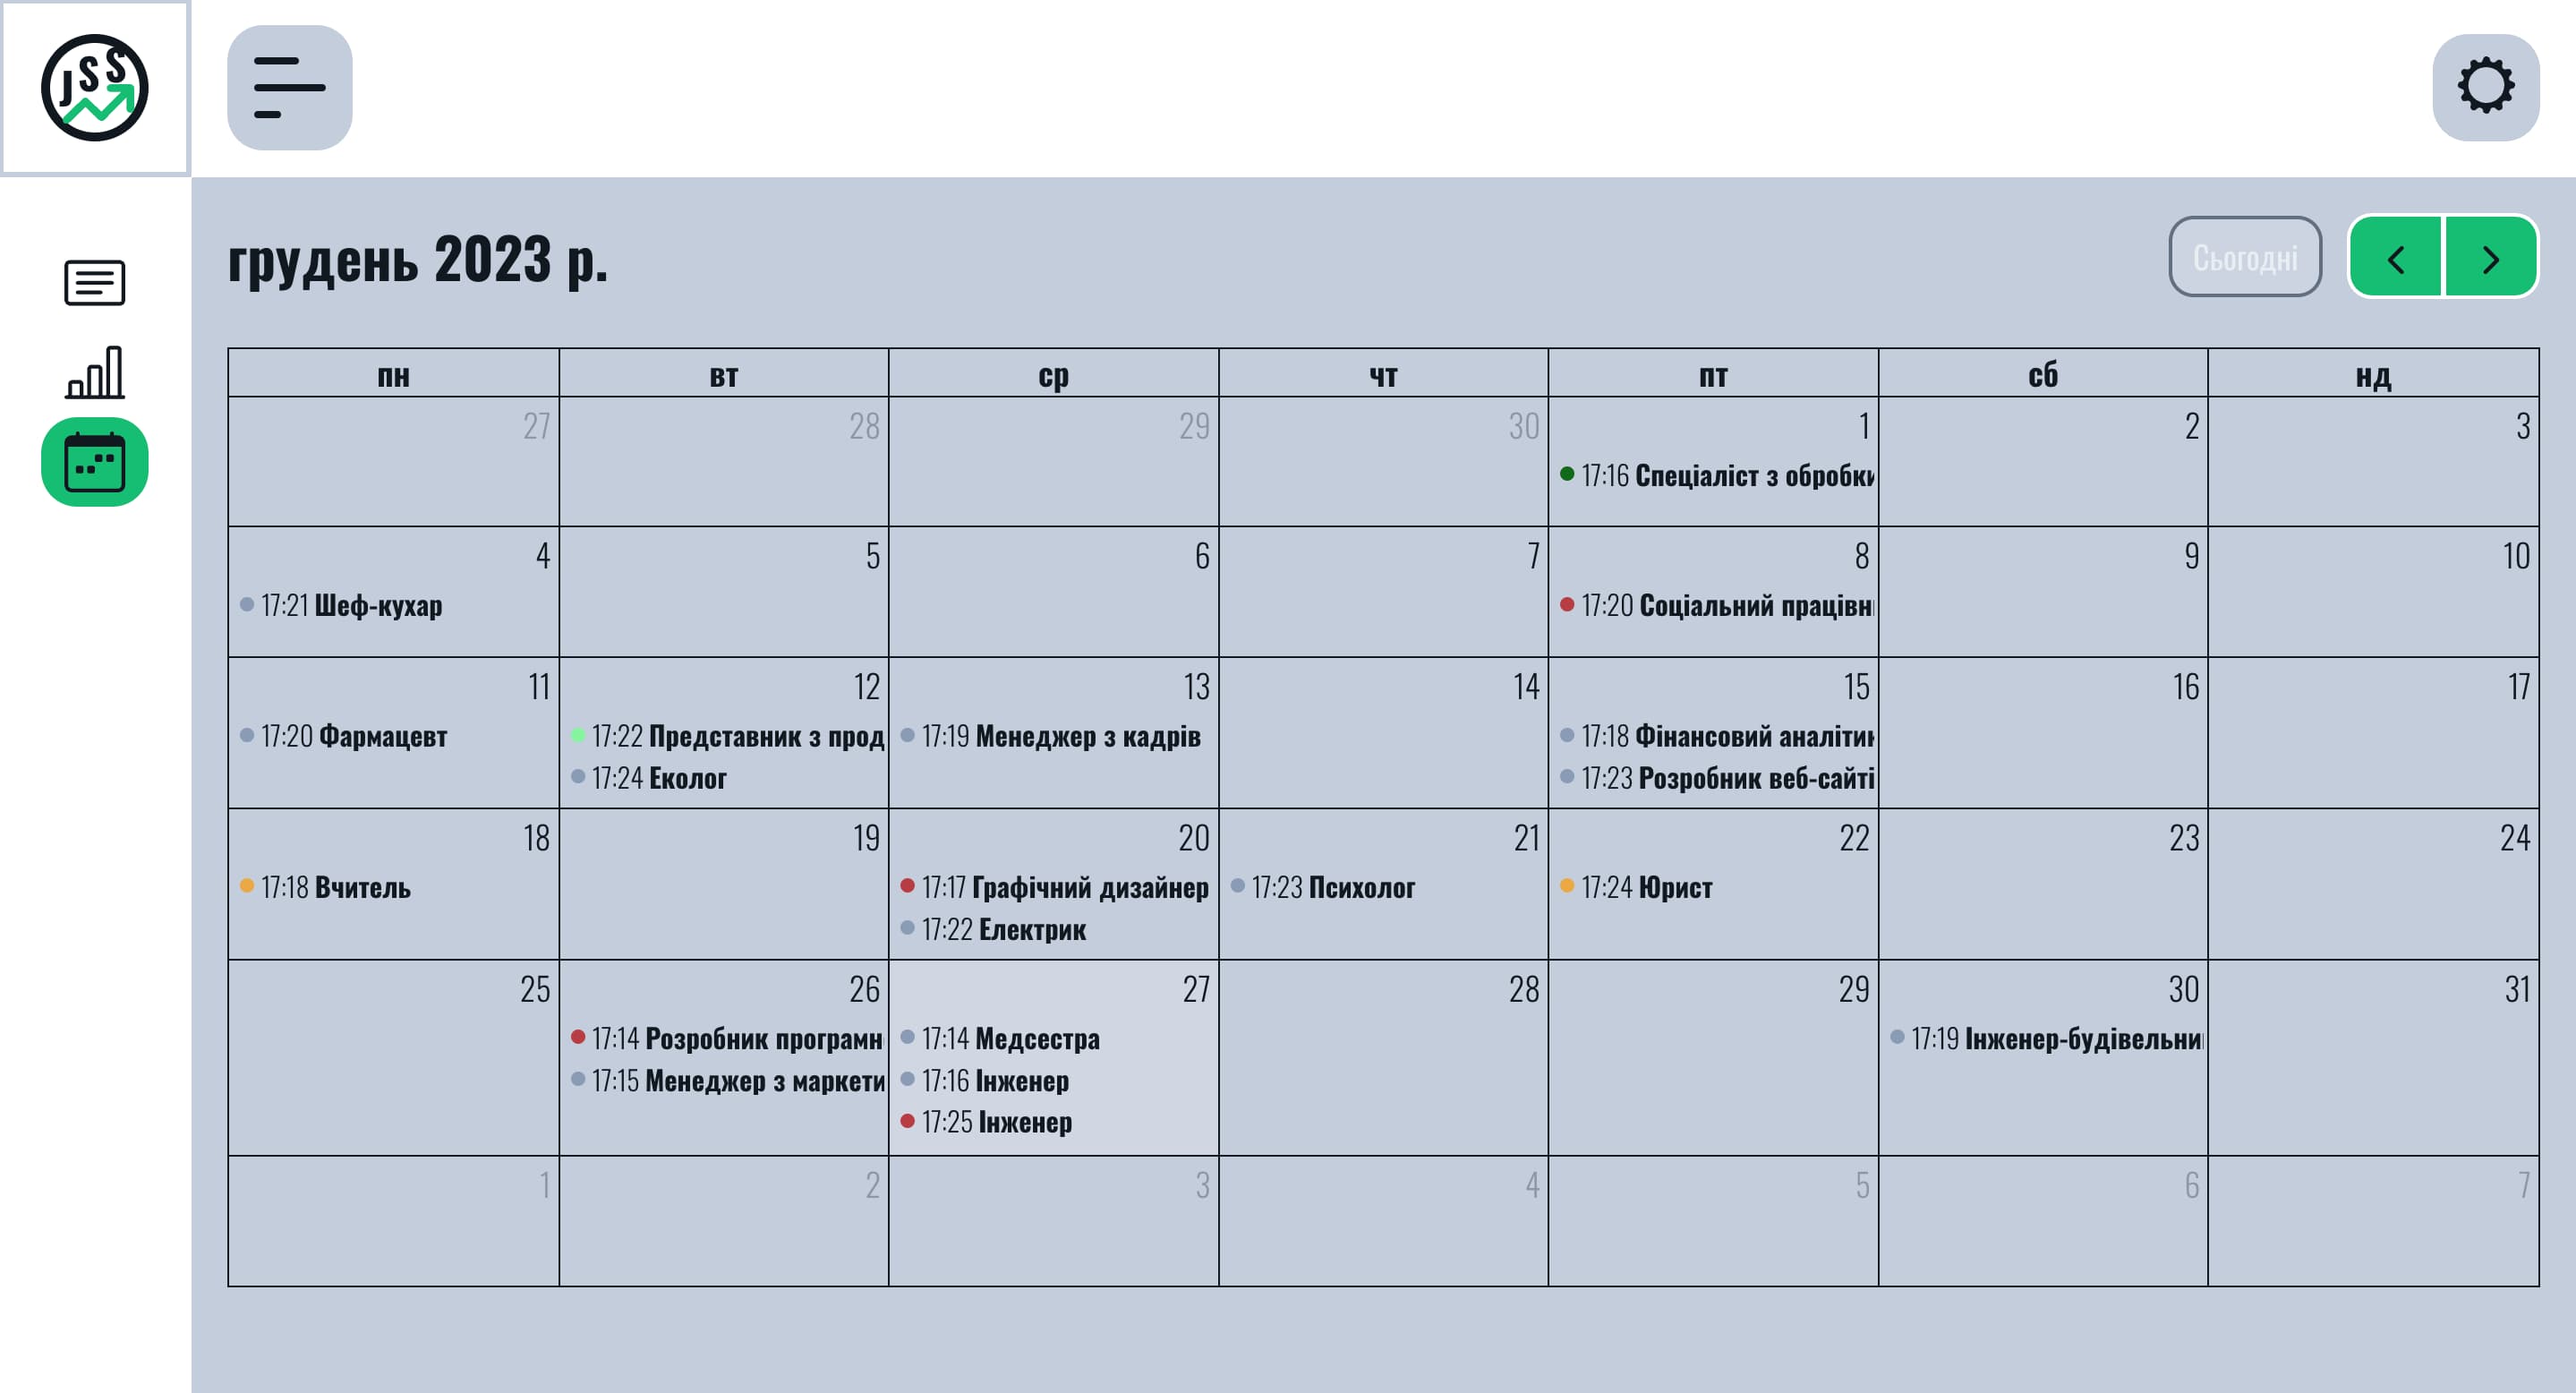 JSS
грудень 2023 р.
Сьогодні
пн вт ср чт пт сб нд
27 28 29 30 1 2 3
17:16 Спеціаліст з обробки
4 5 6 7 8 9 10
17:21 Шеф-кухар
17:20 Соціальний
11 12 13 14 15 16 17
17:20 Фармацевт
17:22 Представник з прод
17:24 Еколог
17:19 Менеджер з кадрів
17:18 Фінансовий аналітик
17:23 Розробник веб-сайті
18 19 20 21 22 23 24
17:18 Вчитель
17:17 Графічний дизайнер
17:22 Електрик
17:23 Психолог
17:24 Юрист
25 26 27 28 29 30 31
17:14 Розробник програмн
17:15 Менеджер з маркети
17:14 Медсестра
17:16 Інженер
17:25 Інженер
17:19 Інженер-будівельни
1 2 3 4 5 6 7